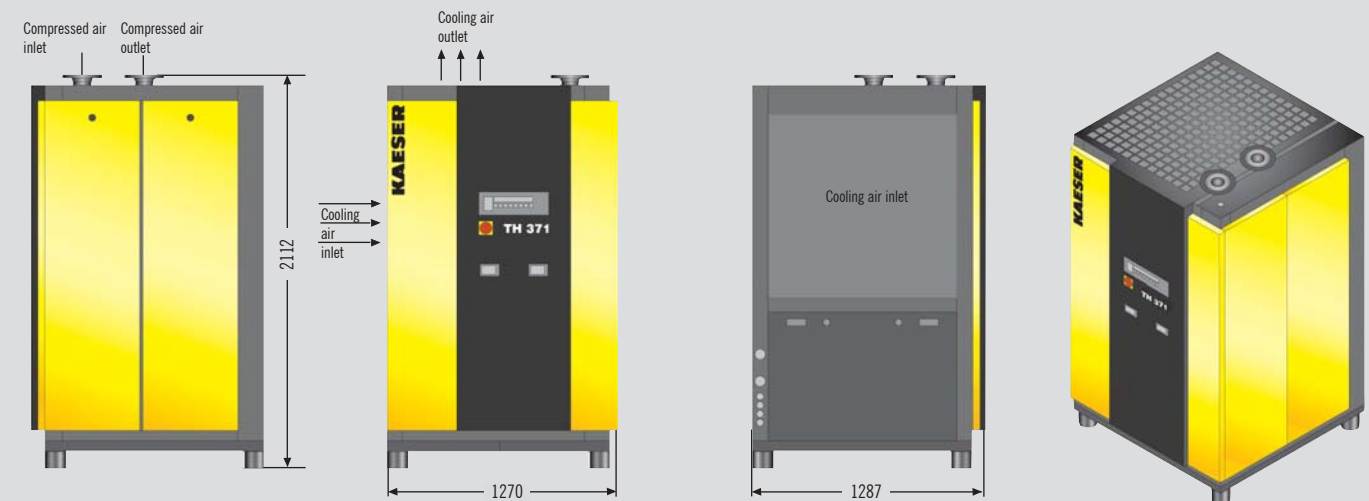 Compressed air
inlet
Compressed air
outlet
2112
Cooling air
outlet
KAESER
Cooling
air
inlet
TH 371
1270
Cooling air inlet
1287
KAESER
TH 371